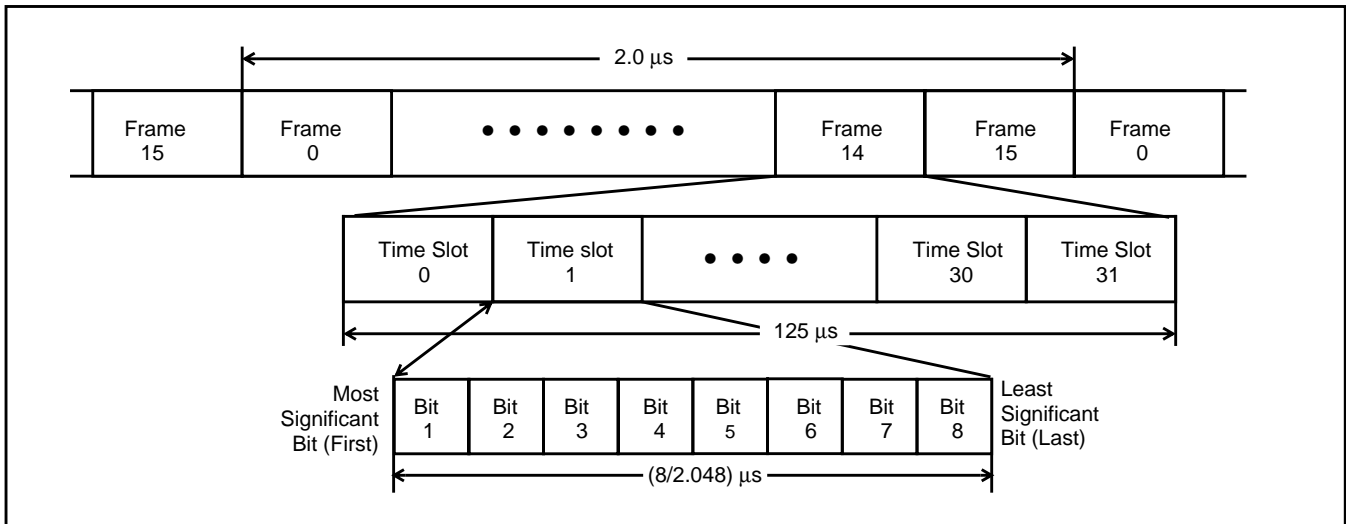 2.0 μs
Frame 15
Frame 0
Frame 14
Frame 15
Frame 0
Time Slot 0
Time slot 1
Time Slot 30
Time Slot 31
125 μs
Most Significant Bit (First)
Bit 1
Bit 2
Bit 3
Bit 4
Bit 5
Bit 6
Bit 7
Bit 8
Least Significant Bit (Last)
(8/2.048) μs